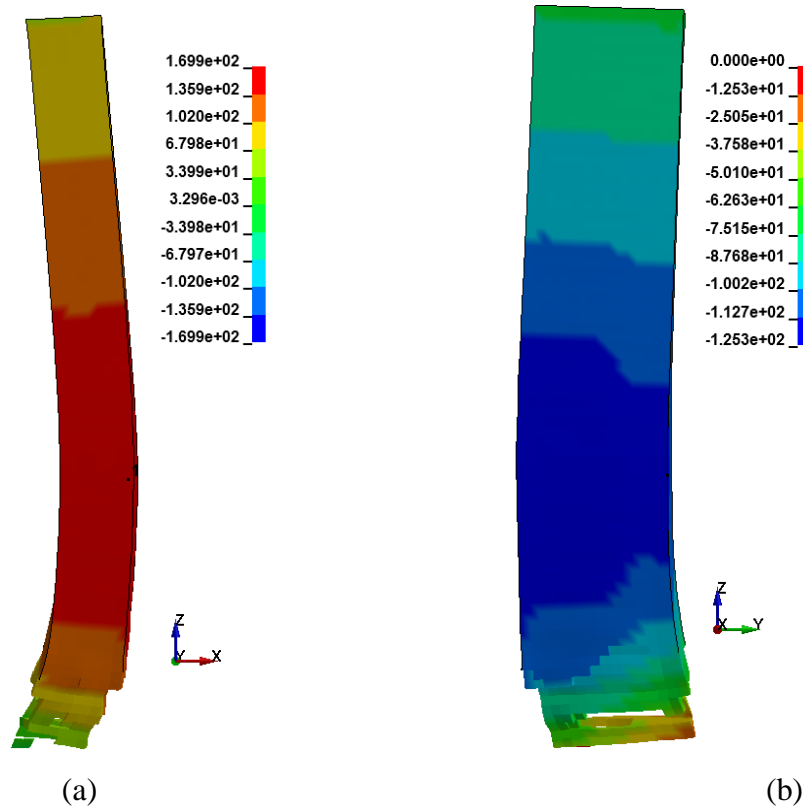 1.699e+02
1.359e+02
1.020e+02
6.798e+01
3.399e+01
3.296e-03
-3.398e+01
-6.797e+01
-1.020e+02
-1.359e+02
-1.699e+02
Z
Y
X
(a)
0.000e+00
-1.253e+01
-2.505e+01
-3.758e+01
-5.010e+01
-6.263e+01
-7.515e+01
-8.768e+01
-1.002e+02
-1.127e+02
-1.253e+02
Z
X
Y
(b)